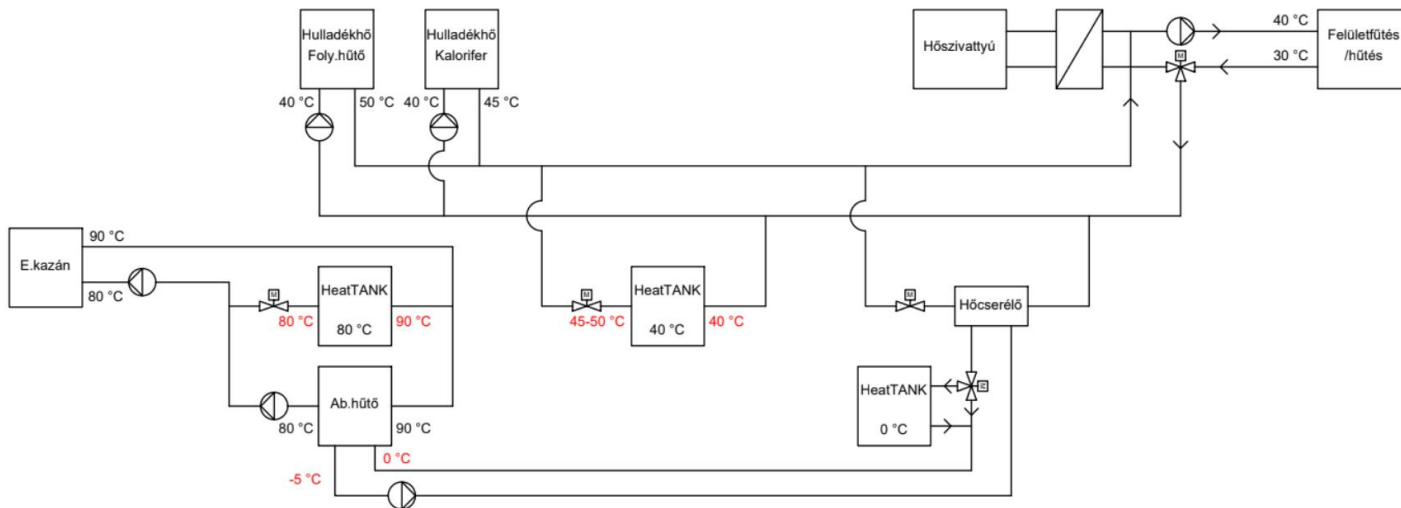 Hulladékhő
Foly.hűtő
Hulladékhő
Kalorifer
Hőszivattyú
40 °C
Felületfűtés
/hűtés
30 °C
M
40 °C
50 °C
40 °C
45 °C
90 °C
E.kazán
80 °C
M
HeatTANK
80 °C
80 °C
90 °C
M
HeatTANK
45-50 °C
40 °C
40 °C
M
Hőcserélő
HeatTANK
0 °C
M
Ab.hűtő
80 °C
90 °C
0 °C
-5 °C